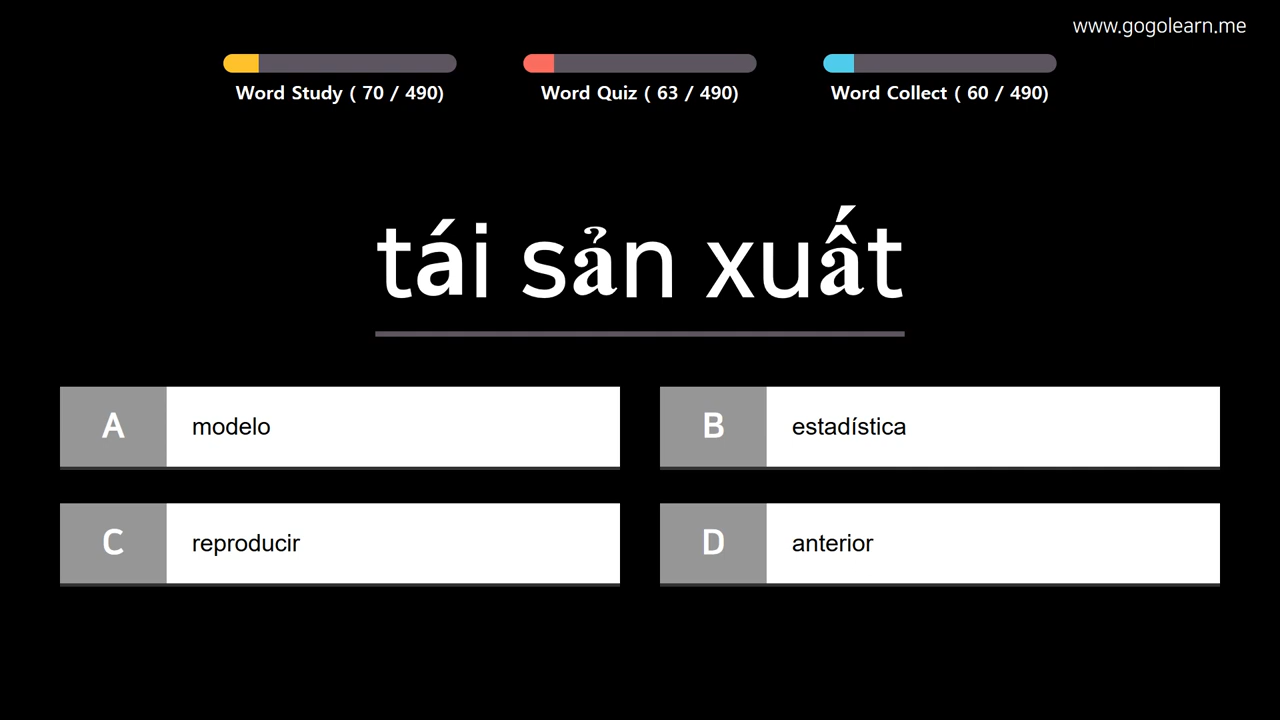 www.gogolearn.me
Word Study ( 70 / 490)
Word Quiz ( 63 / 490)
Word Collect ( 60 / 490)
tái sản xuất
A modelo
B estadística
C reproducir
D anterior